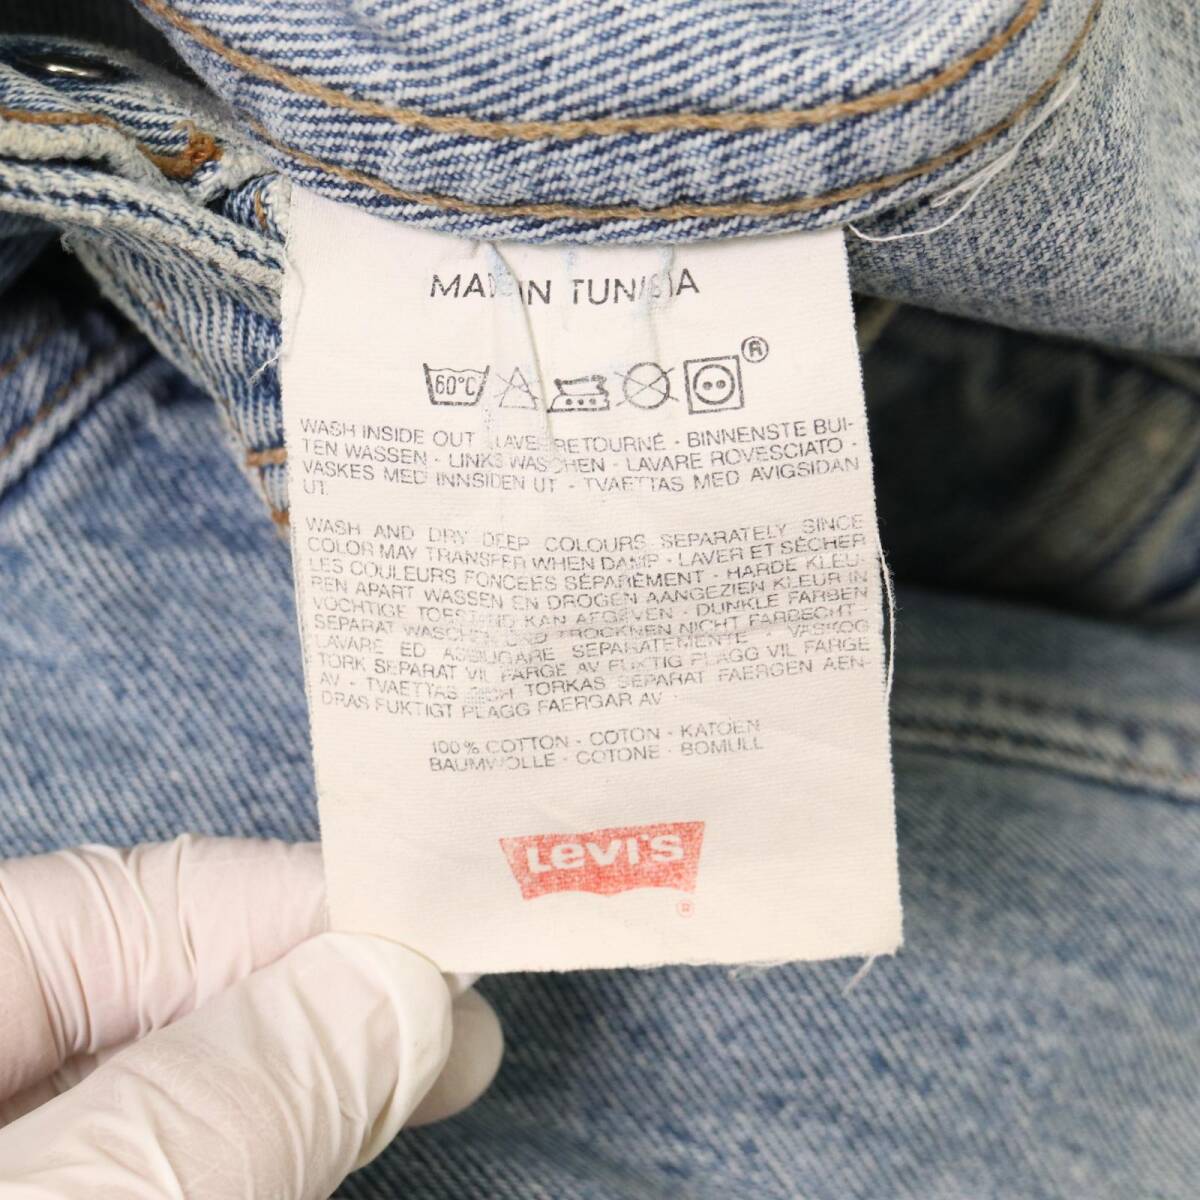 MADE IN TUNISIA
60°C
®
WASH INSIDE OUT - LAVER RETOURNÉ - BINNENSTE BUI-
TEN WASSEN - LINKS WASCHEN - LAVARE ROVESCIATO -
VASKES MED INNSIDEN UT - TVAETTAS MED AVIGSIDAN
UT.
WASH AND DRY DEEP COLOURS SEPARATELY SINCE
COLOR MAY TRANSFER WHEN DAMP - LAVER ET SÉCHER
LES COULEURS FONCÉES SÉPARÉMENT - HARDE KLEU-
REN APART WASSEN EN DROGEN AANGEZIEN KLEUR IN
VOCHTIGE TOESTAND KAN AFGEVEN - DUNKLE FARBEN
SEPARAT WASCHEN UND TROCKNEN NICHT FARBECHT -
LAVARE ED ASCIUGARE SEPARATEMENTE - VASKOG
TORK SEPARAT VIL FARGE AV FUKTIG PLAGG VIL FARGE
AV - TVAETTAS OCH TORKAS SEPARAT FAERGEN AEN-
DRAS FUKTIGT PLAGG FAERGAR AV
100% COTTON - COTON - KATOEN
BAUMWOLLE - COTONE - BOMULL
LEVI'S
®